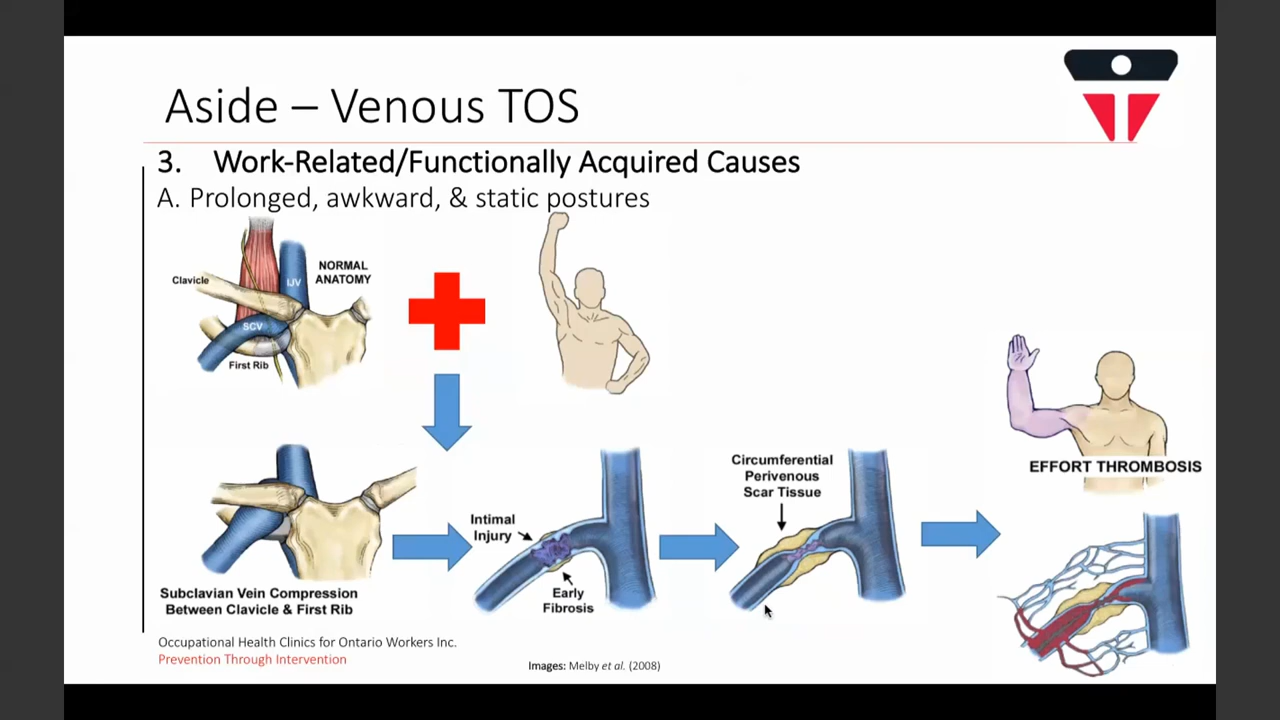 Aside – Venous TOS
3. Work-Related/Functionally Acquired Causes
A. Prolonged, awkward, & static postures
NORMAL
ANATOMY
Clavicle
IJV
SCV
First Rib
Subclavian Vein Compression
Between Clavicle & First Rib
Intimal
Injury
Early
Fibrosis
Circumferential
Perivenous
Scar Tissue
EFFORT THROMBOSIS
Occupational Health Clinics for Ontario Workers Inc.
Prevention Through Intervention
Images: Melby et al. (2008)